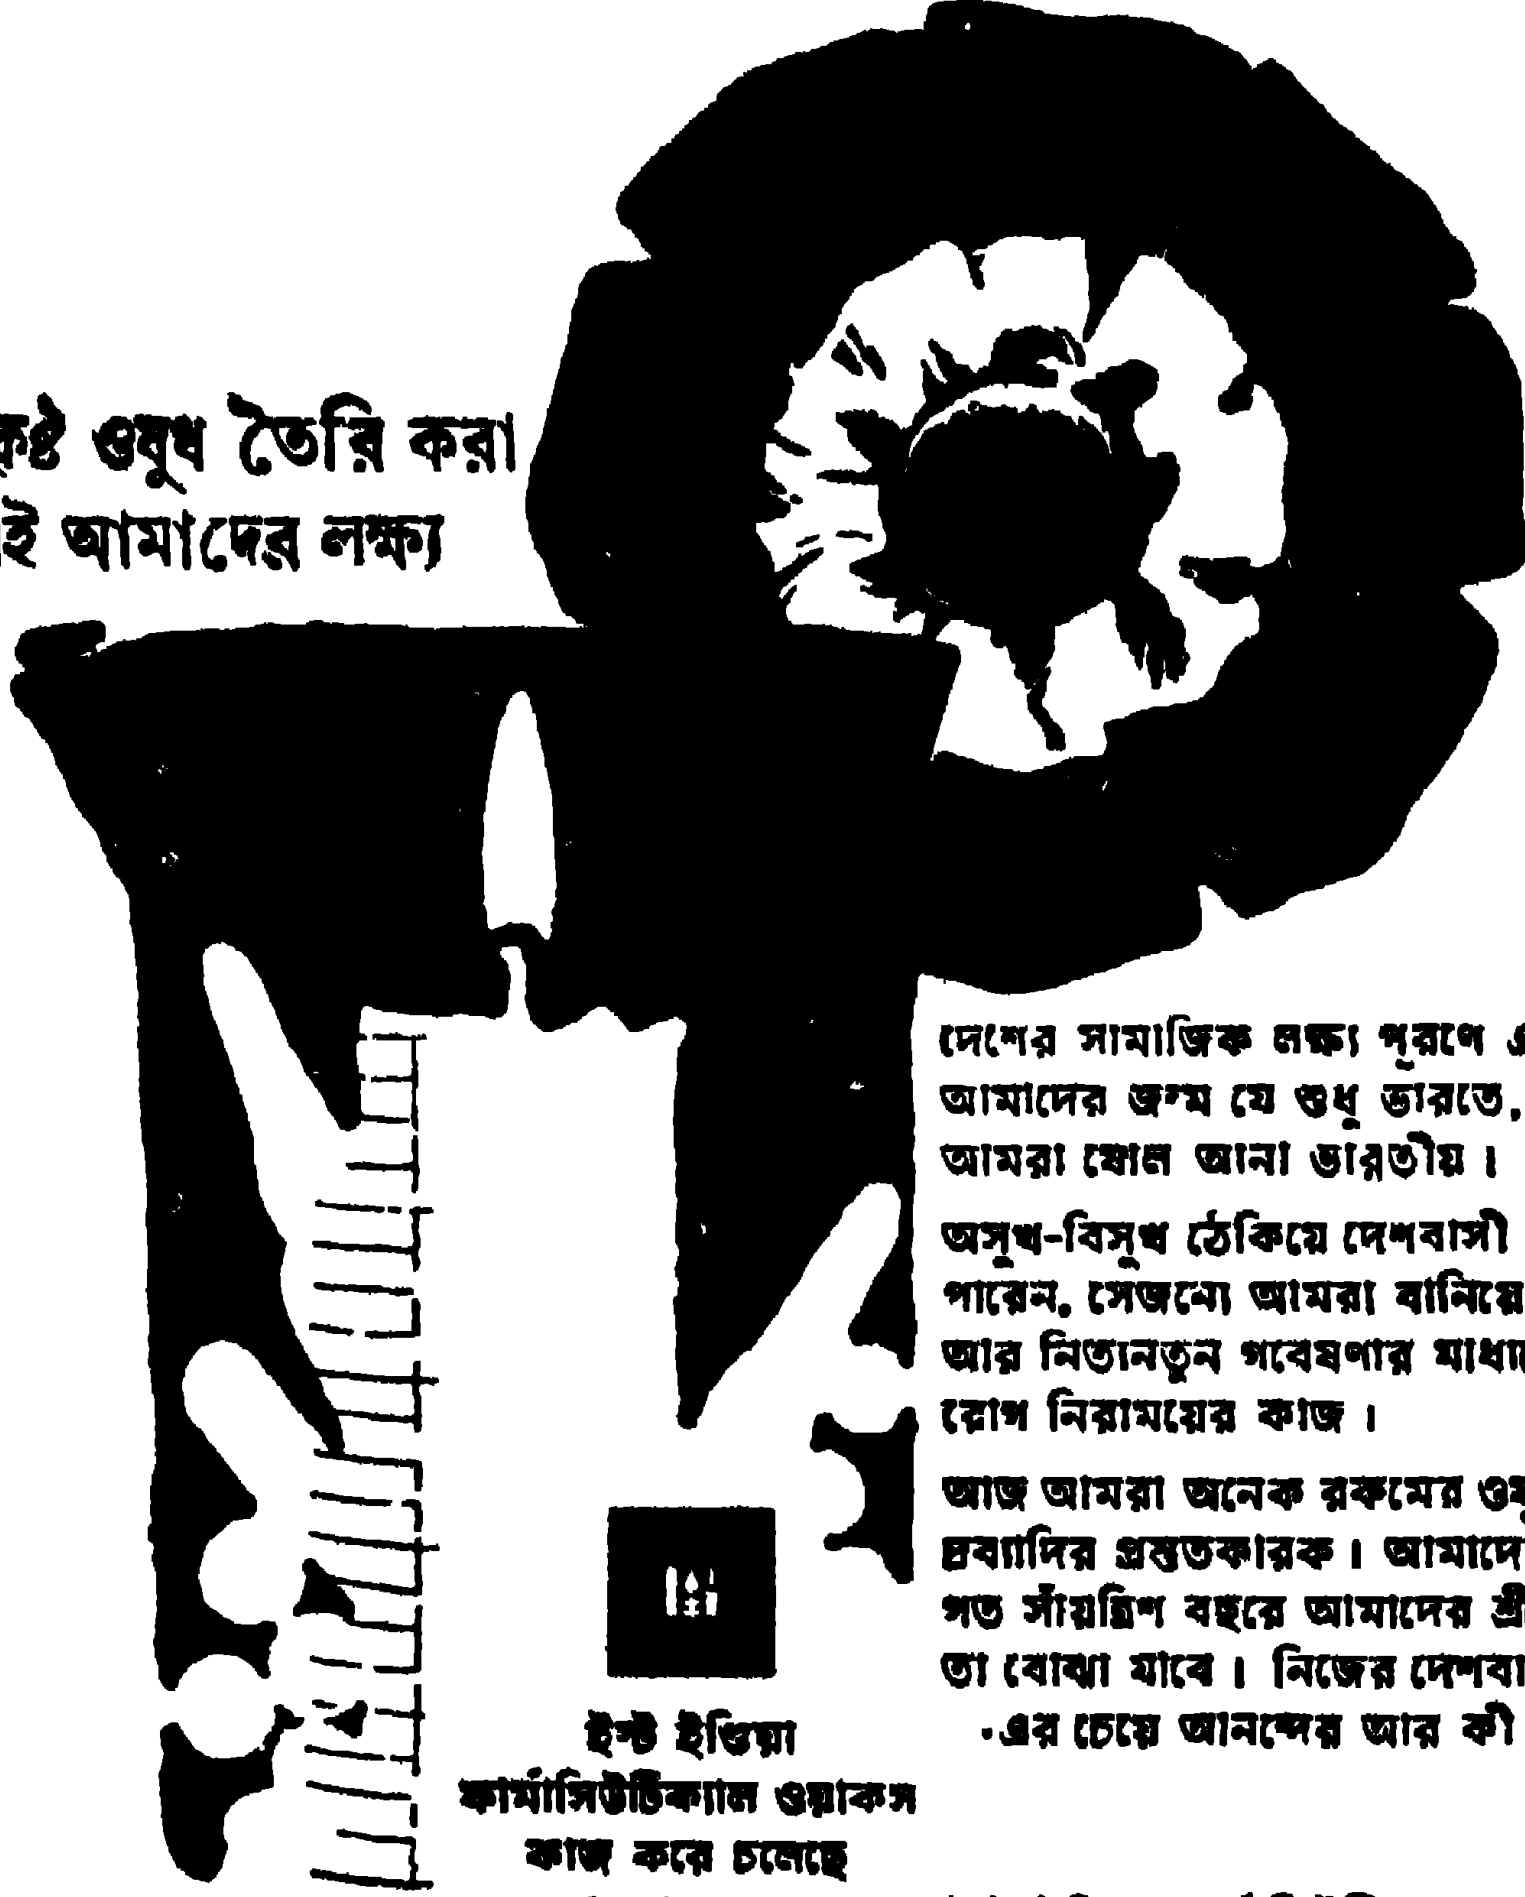 ওষুধ তৈরি করা
ই আমাদের লক্ষ্য
দেশের সামাজিক লক্ষ্য পূরণে
আমাদের জন্ম যে শুধু ভারতে,
আমরা ষোল আনা ভারতীয়।
অসুখ-বিসুখ ঠেকিয়ে দেশবাসী
পারেন, সেজন্যে আমরা বানিয়ে
আর নিত্যনতুন গবেষণার
রোগ নিরাময়ের কাজ।
আজ আমরা অনেক রকমের
দ্রব্যাদির প্রস্তুতকারক। আমাদে
গত সাঁয়ত্রিশ বছরে আমাদের
তা বোঝা যাবে। নিজের
এর চেয়ে আনন্দের আর কী
ইস্ট ইণ্ডিয়া
ফার্মাসিউটিক্যাল ওয়াকস
কাজ করে চলেছে